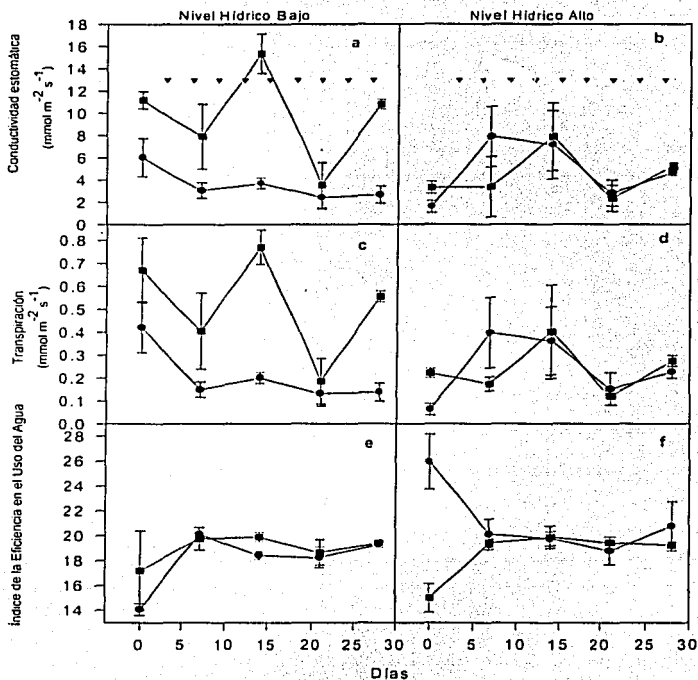 Nivel Hídrico Bajo
Nivel Hídrico Alto
Conductividad estomática
(mmol m⁻² s⁻¹)
18
16
14
12
10
8
6
4
2
0
a
b
Transpiración
(mmol m⁻² s⁻¹)
0.8
0.7
0.6
0.5
0.4
0.3
0.2
0.1
0.0
c
d
Índice de la Eficiencia en el Uso del Agua
28
26
24
22
20
18
16
14
e
f
0 5 10 15 20 25 30
0 5 10 15 20 25 30
Días